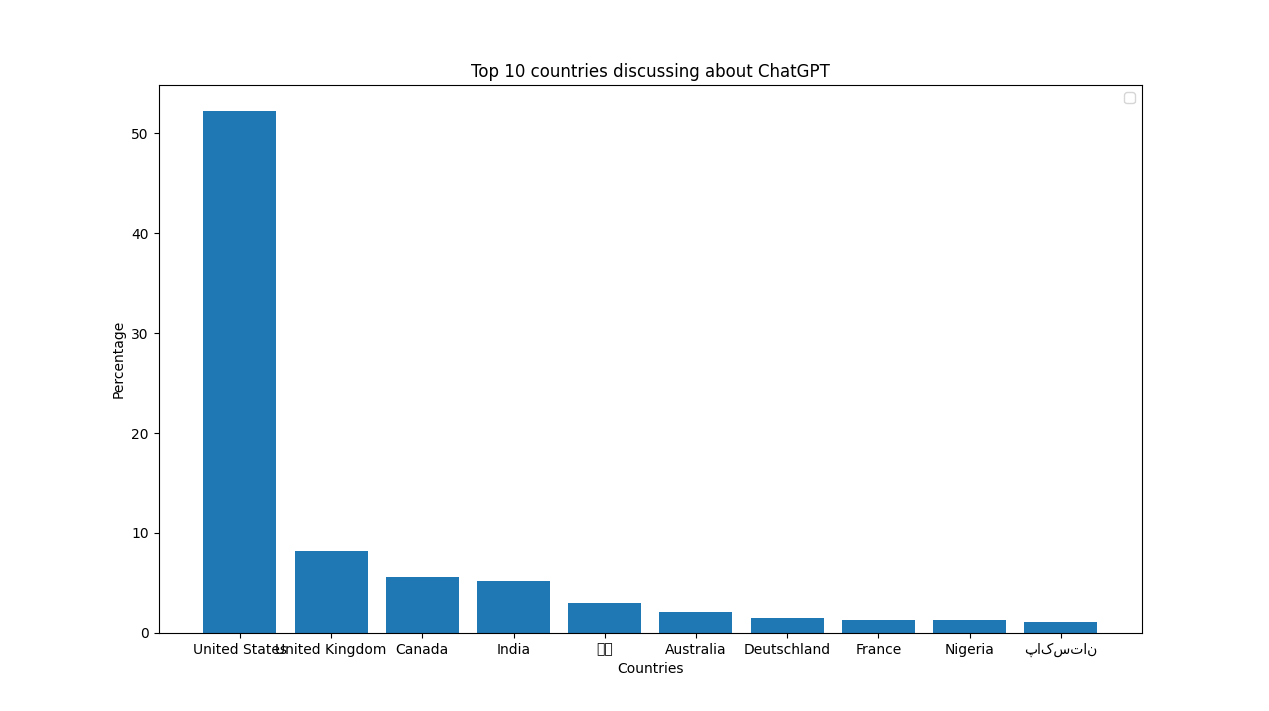 Top 10 countries discussing about ChatGPT
50
40
30
20
10
0
Percentage
United States United Kingdom Canada India Australia Deutschland France Nigeria پاکستان
Countries